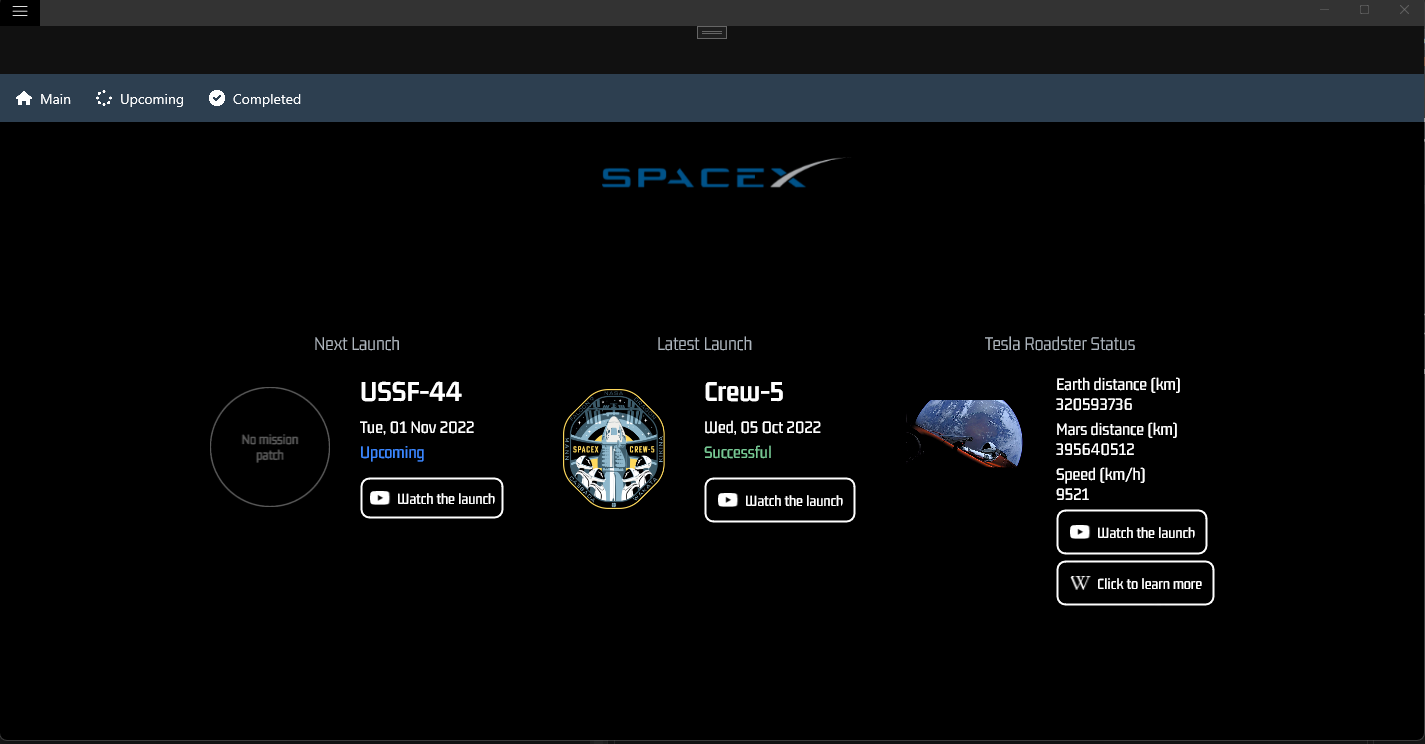 Main
Upcoming
Completed
SPACEX
Next Launch
No mission
patch
USSF-44
Tue, 01 Nov 2022
Upcoming
Watch the launch
Latest Launch
SPACEX
CREW-5
Crew-5
Wed, 05 Oct 2022
Successful
Watch the launch
Tesla Roadster Status
Earth distance (km)
320593736
Mars distance (km)
395640512
Speed (km/h)
9521
Watch the launch
W
Click to learn more